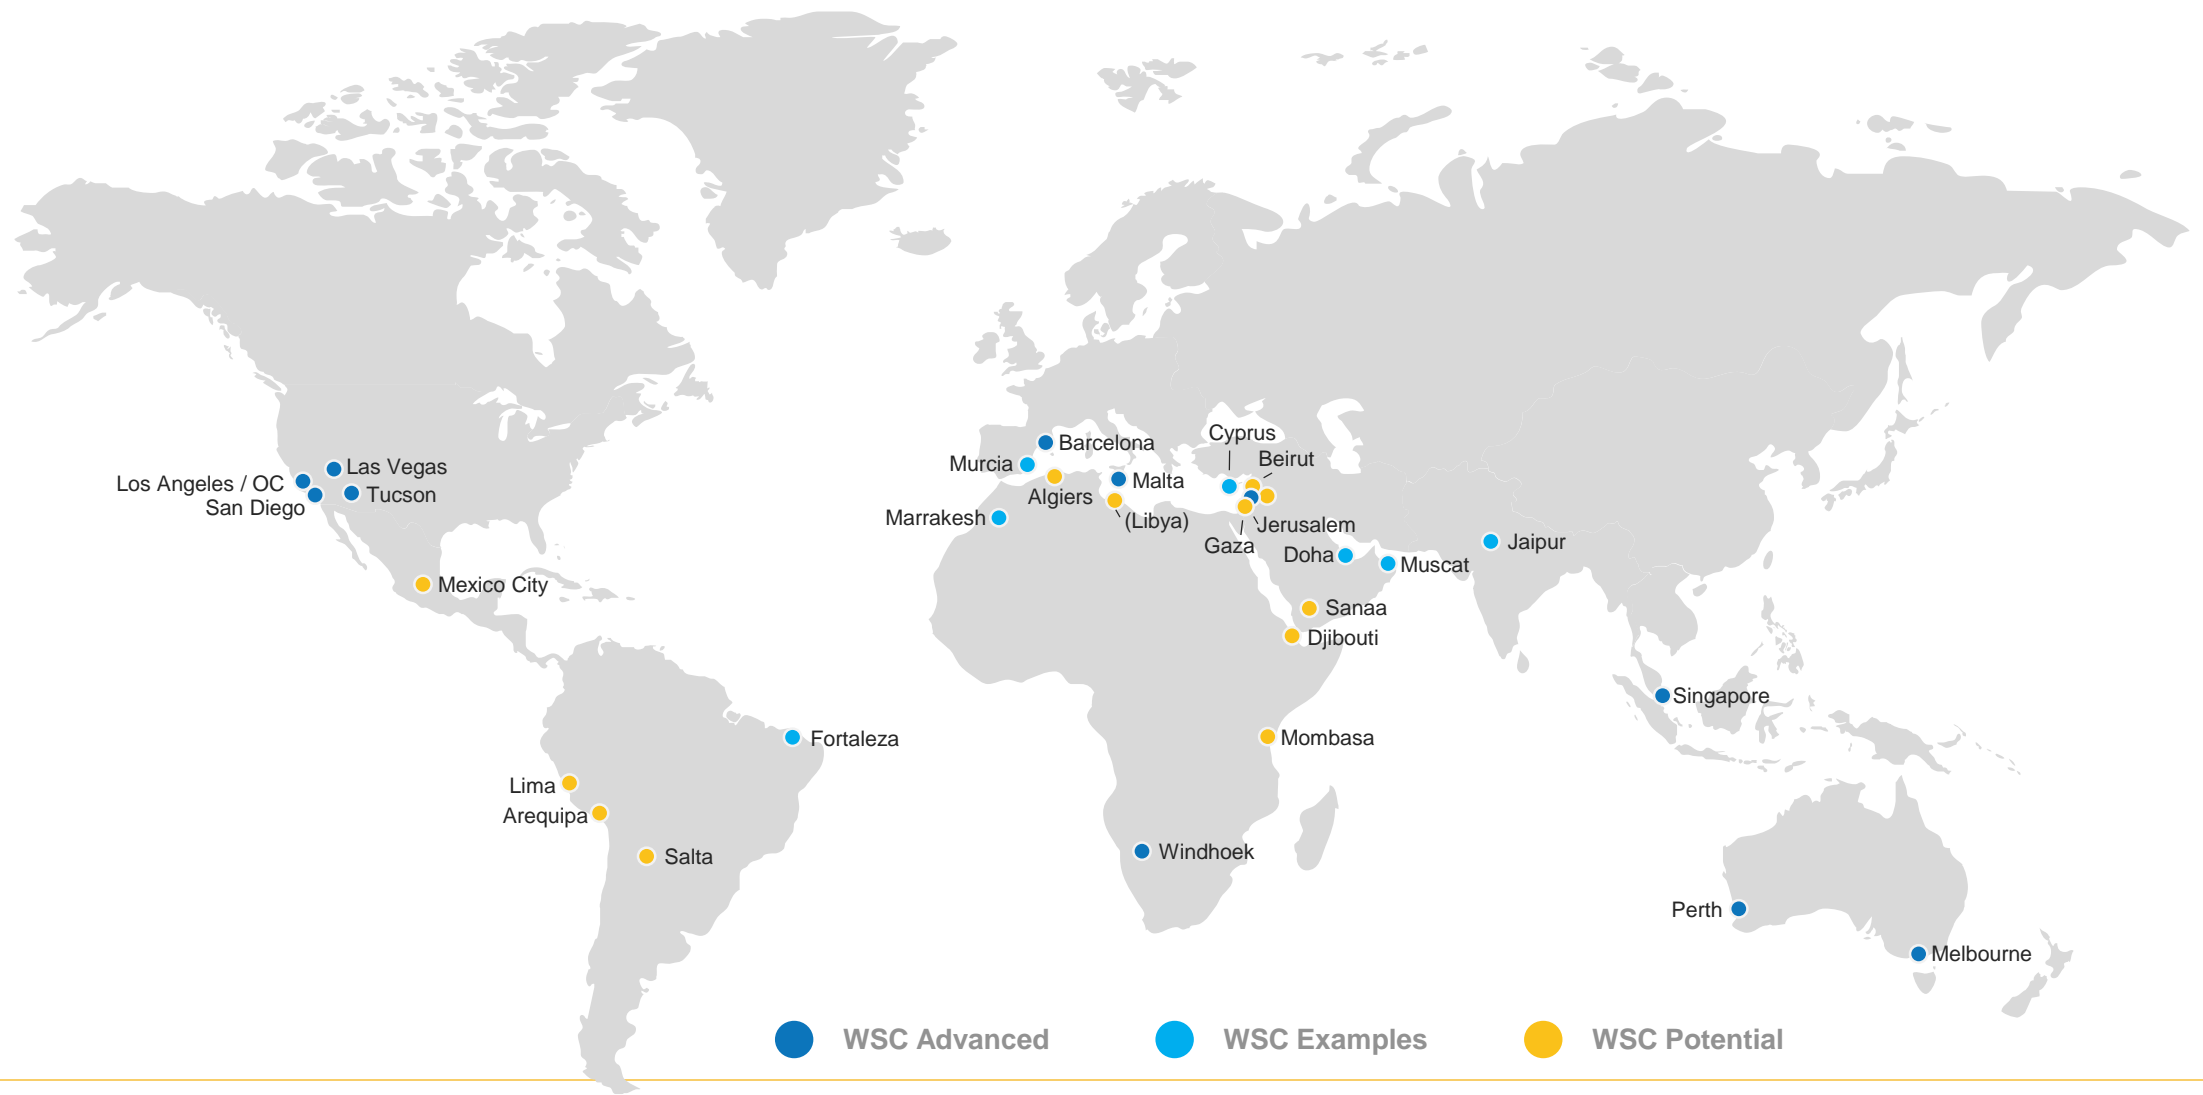 Cyprus
Barcelona
Beirut
Murcia
Las Vegas
Malta
Los Angeles / OC
Tucson
Algiers
San Diego
Marrakesh
(Libya)
Jerusalem
Gaza
Doha
Jaipur
Muscat
Mexico City
Sanaa
Djibouti
Singapore
Fortaleza
Mombasa
Lima
Arequipa
Salta
Windhoek
Perth
Melbourne
WSC Advanced
WSC Examples
WSC Potential